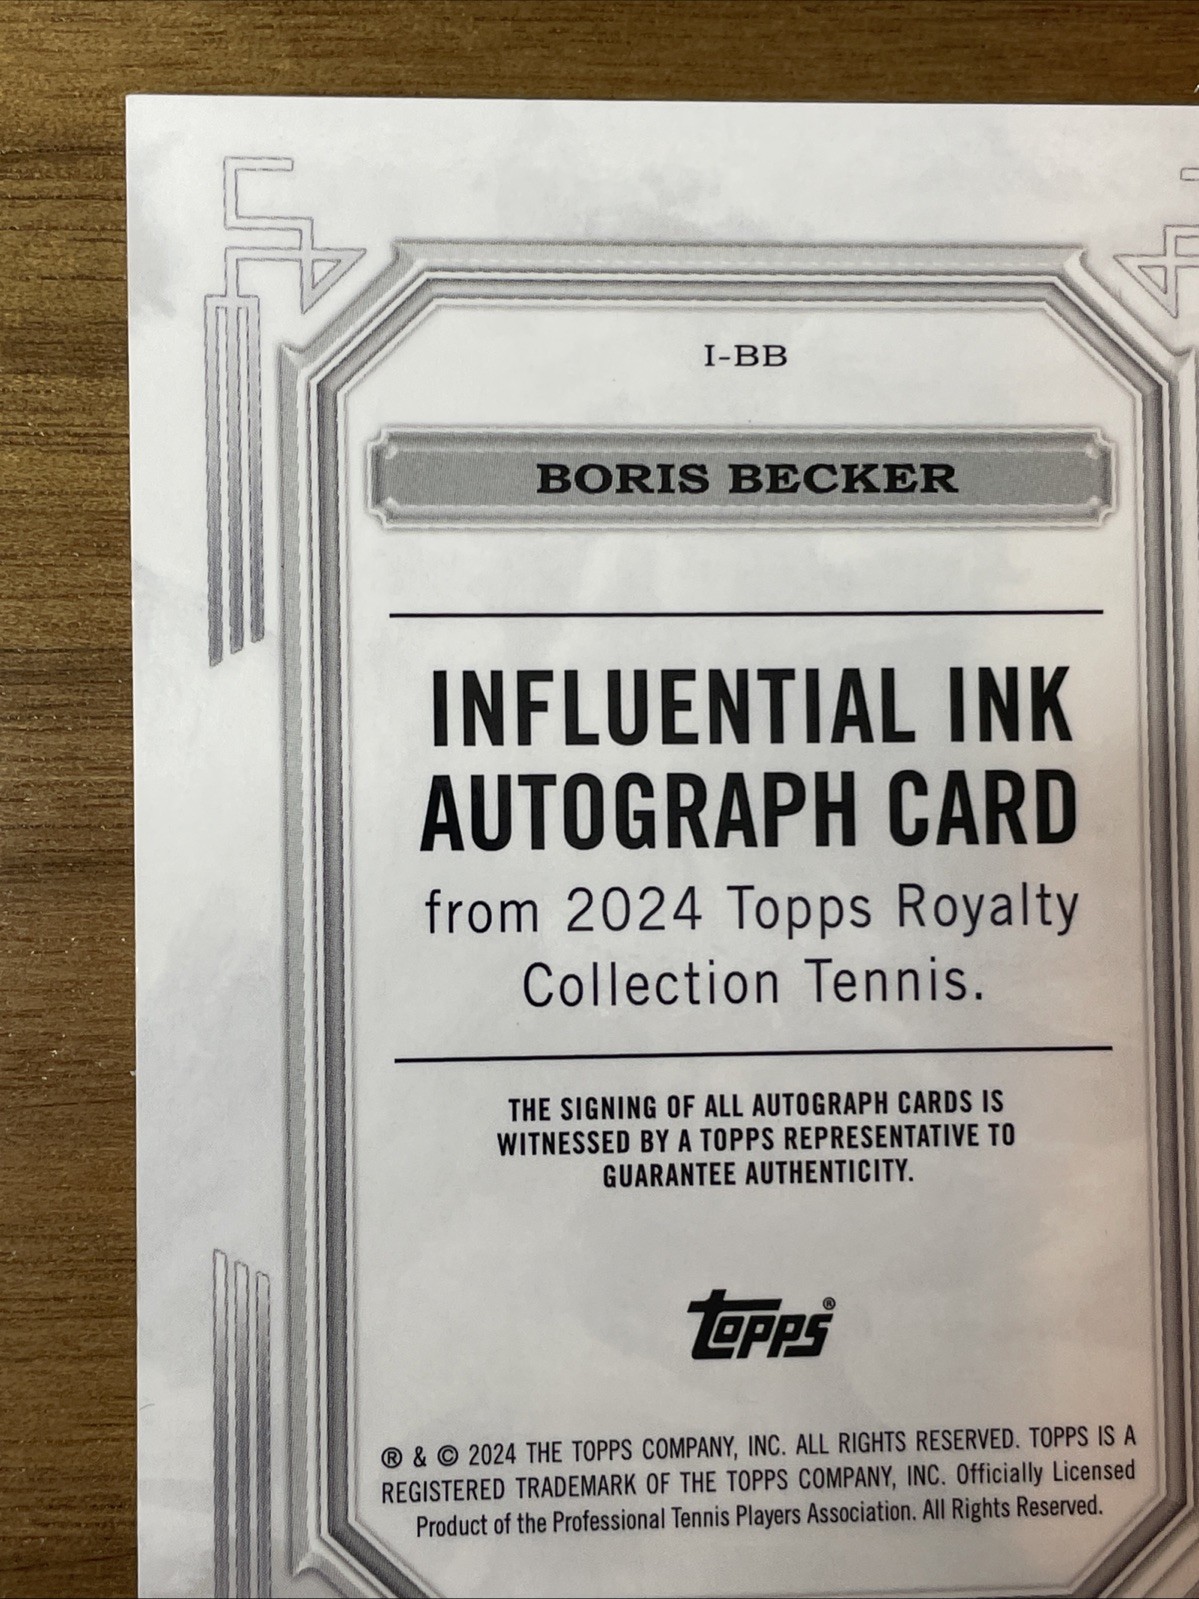 I-BB
BORIS BECKER
INFLUENTIAL INK
AUTOGRAPH CARD
from 2024 Topps Royalty
Collection Tennis.
THE SIGNING OF ALL AUTOGRAPH CARDS IS
WITNESSED BY A TOPPS REPRESENTATIVE TO
GUARANTEE AUTHENTICITY.
topps®
® & © 2024 THE TOPPS COMPANY, INC. ALL RIGHTS RESERVED. TOPPS IS A
REGISTERED TRADEMARK OF THE TOPPS COMPANY, INC. Officially Licensed
Product of the Professional Tennis Players Association. All Rights Reserved.